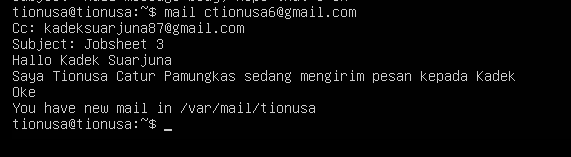 tionusa@tionusa:~$ mail ctionusa6@gmail.com
Cc: kadeksuarjuna87@gmail.com
Subject: Jobsheet 3
Hallo Kadek Suarjuna
Saya Tionusa Catur Pamungkas sedang mengirim pesan kepada Kadek
Oke
You have new mail in /var/mail/tionusa
tionusa@tionusa:~$ _